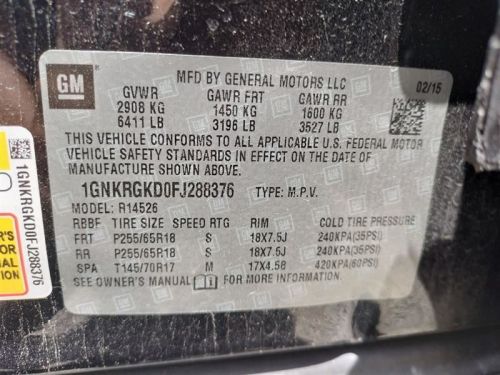 GM
MFD BY GENERAL MOTORS LLC
02/15
GVWR GAWR FRT GAWR RR
2908 KG 1450 KG 1600 KG
6411 LB 3196 LB 3527 LB
THIS VEHICLE CONFORMS TO ALL APPLICABLE U.S. FEDERAL MOTOR
VEHICLE SAFETY STANDARDS IN EFFECT ON THE DATE OF
MANUFACTURE SHOWN ABOVE.
1GNKRGKD0FJ288376 TYPE: M.P.V.
MODEL: R14526
RBBF TIRE SIZE SPEED RTG RIM COLD TIRE PRESSURE
FRT P255/65R18 S 18X7.5J 240KPA(35PSI)
RR P255/65R18 S 18X7.5J 240KPA(35PSI)
SPA T145/70R17 M 17X4.5B 420KPA(60PSI)
SEE OWNER'S MANUAL FOR MORE INFORMATION
1GNKRGKD0FJ288376